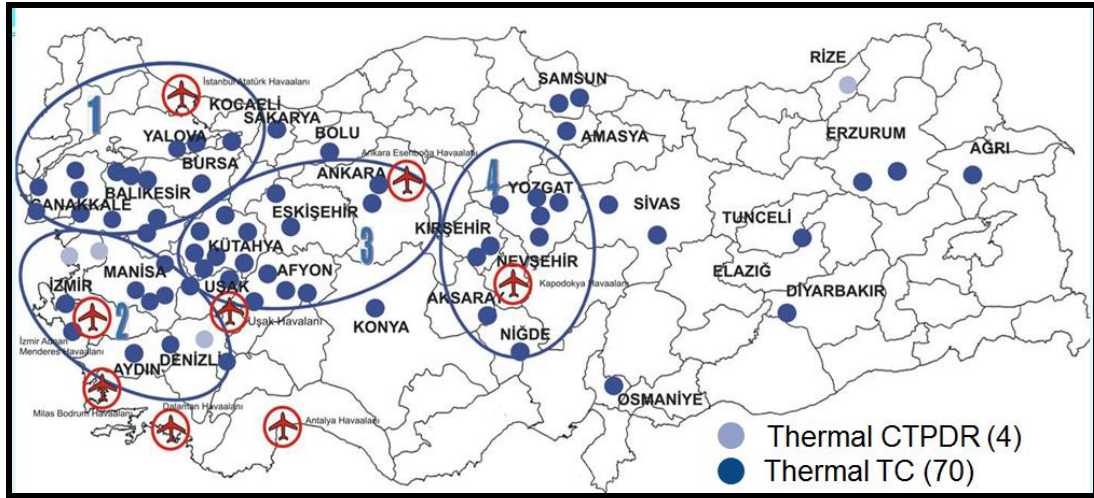 RİZE
SAMSUN
1
İstanbul Atatürk Havaalanı
KOCAELİ
SAKARYA
YALOVA
BOLU
AMASYA
ERZURUM
AĞRI
BURSA
Ankara Esenboğa Havaalanı
ANKARA
4
YOZGAT
BALIKESİR
ÇANAKKALE
ESKİŞEHİR
SİVAS
TUNCELİ
KIRŞEHİR
3
KÜTAHYA
NEVŞEHİR
MANİSA
AFYON
ELAZIĞ
İZMİR
UŞAK
Kapodokya Havaalanı
DİYARBAKIR
AKSARAY
2
Uşak Havalanı
KONYA
NİĞDE
İzmir Adnan
Menderes Havaalanı
AYDIN
DENİZLİ
OSMANİYE
Milas Bodrum Havaalanı
Dalaman Havaalanı
Antalya Havaalanı
Thermal CTPDR (4)
Thermal TC (70)